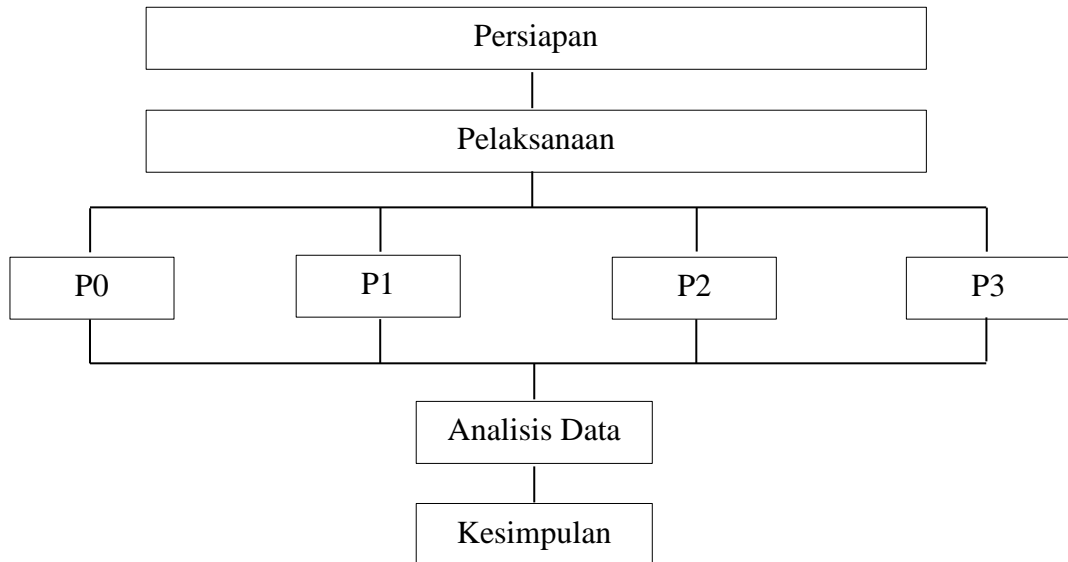 Persiapan
Pelaksanaan
P0
P1
P2
P3
Analisis Data
Kesimpulan